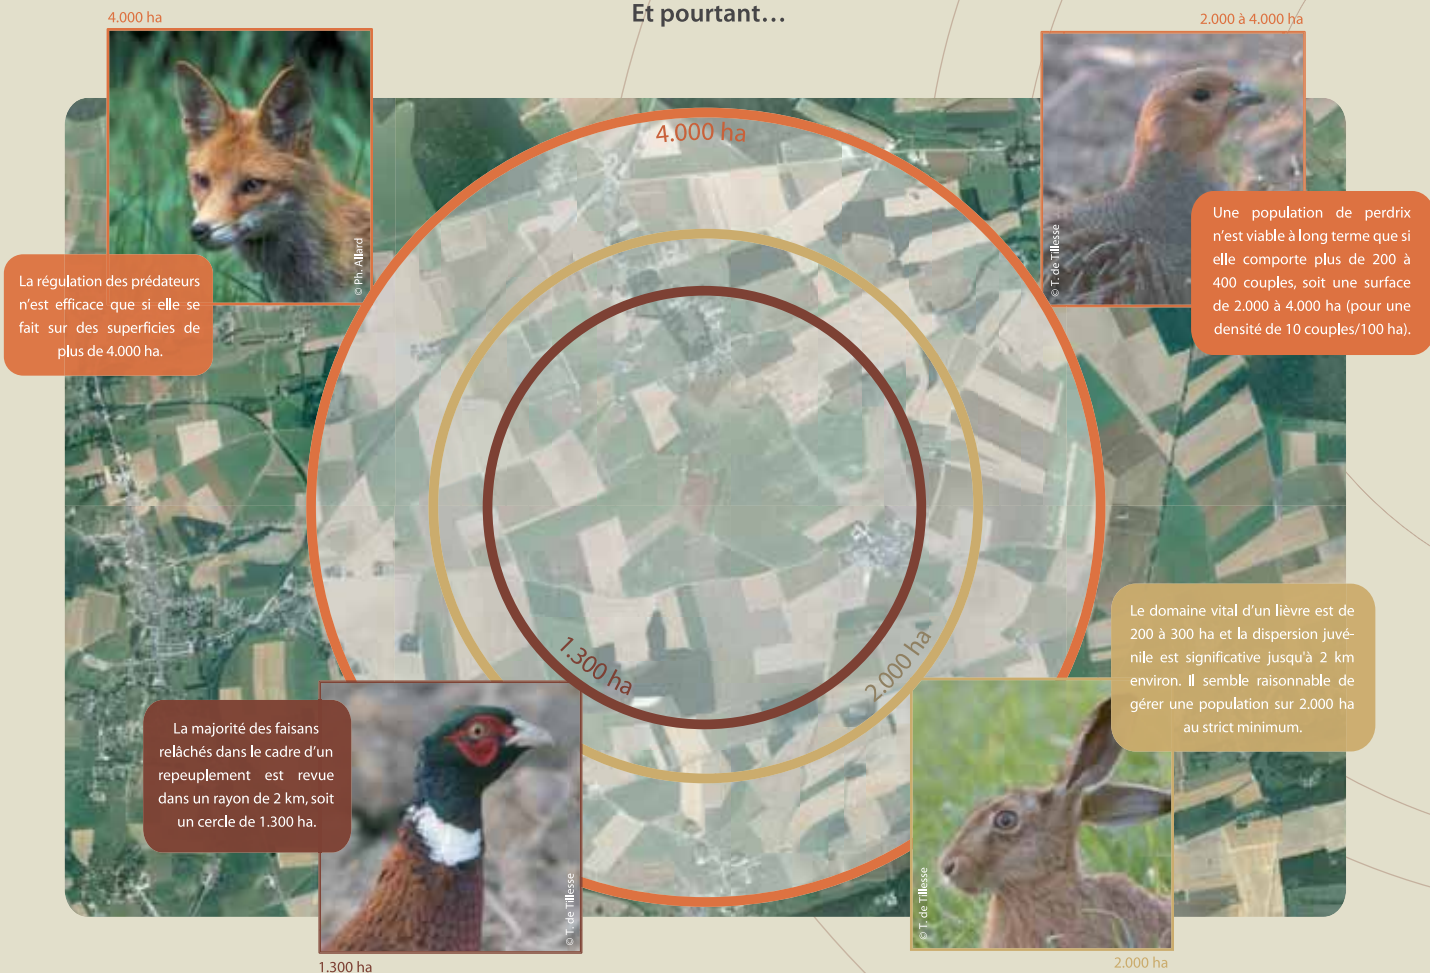 Et pourtant…
4.000 ha
© Ph. Allard
La régulation des prédateurs
n'est efficace que si elle se
fait sur des superficies de
plus de 4.000 ha.
2.000 à 4.000 ha
© T. de Tillesse
Une population de perdrix
n'est viable à long terme que si
elle comporte plus de 200 à
400 couples, soit une surface
de 2.000 à 4.000 ha (pour une
densité de 10 couples/100 ha).
4.000 ha
1.300 ha
2.000 ha
La majorité des faisans
relâchés dans le cadre d'un
repeuplement est revue
dans un rayon de 2 km, soit
un cercle de 1.300 ha.
© T. de Tillesse
1.300 ha
Le domaine vital d'un lièvre est de
200 à 300 ha et la dispersion juvé-
nile est significative jusqu'à 2 km
environ. Il semble raisonnable de
gérer une population sur 2.000 ha
au strict minimum.
© T. de Tillesse
2.000 ha